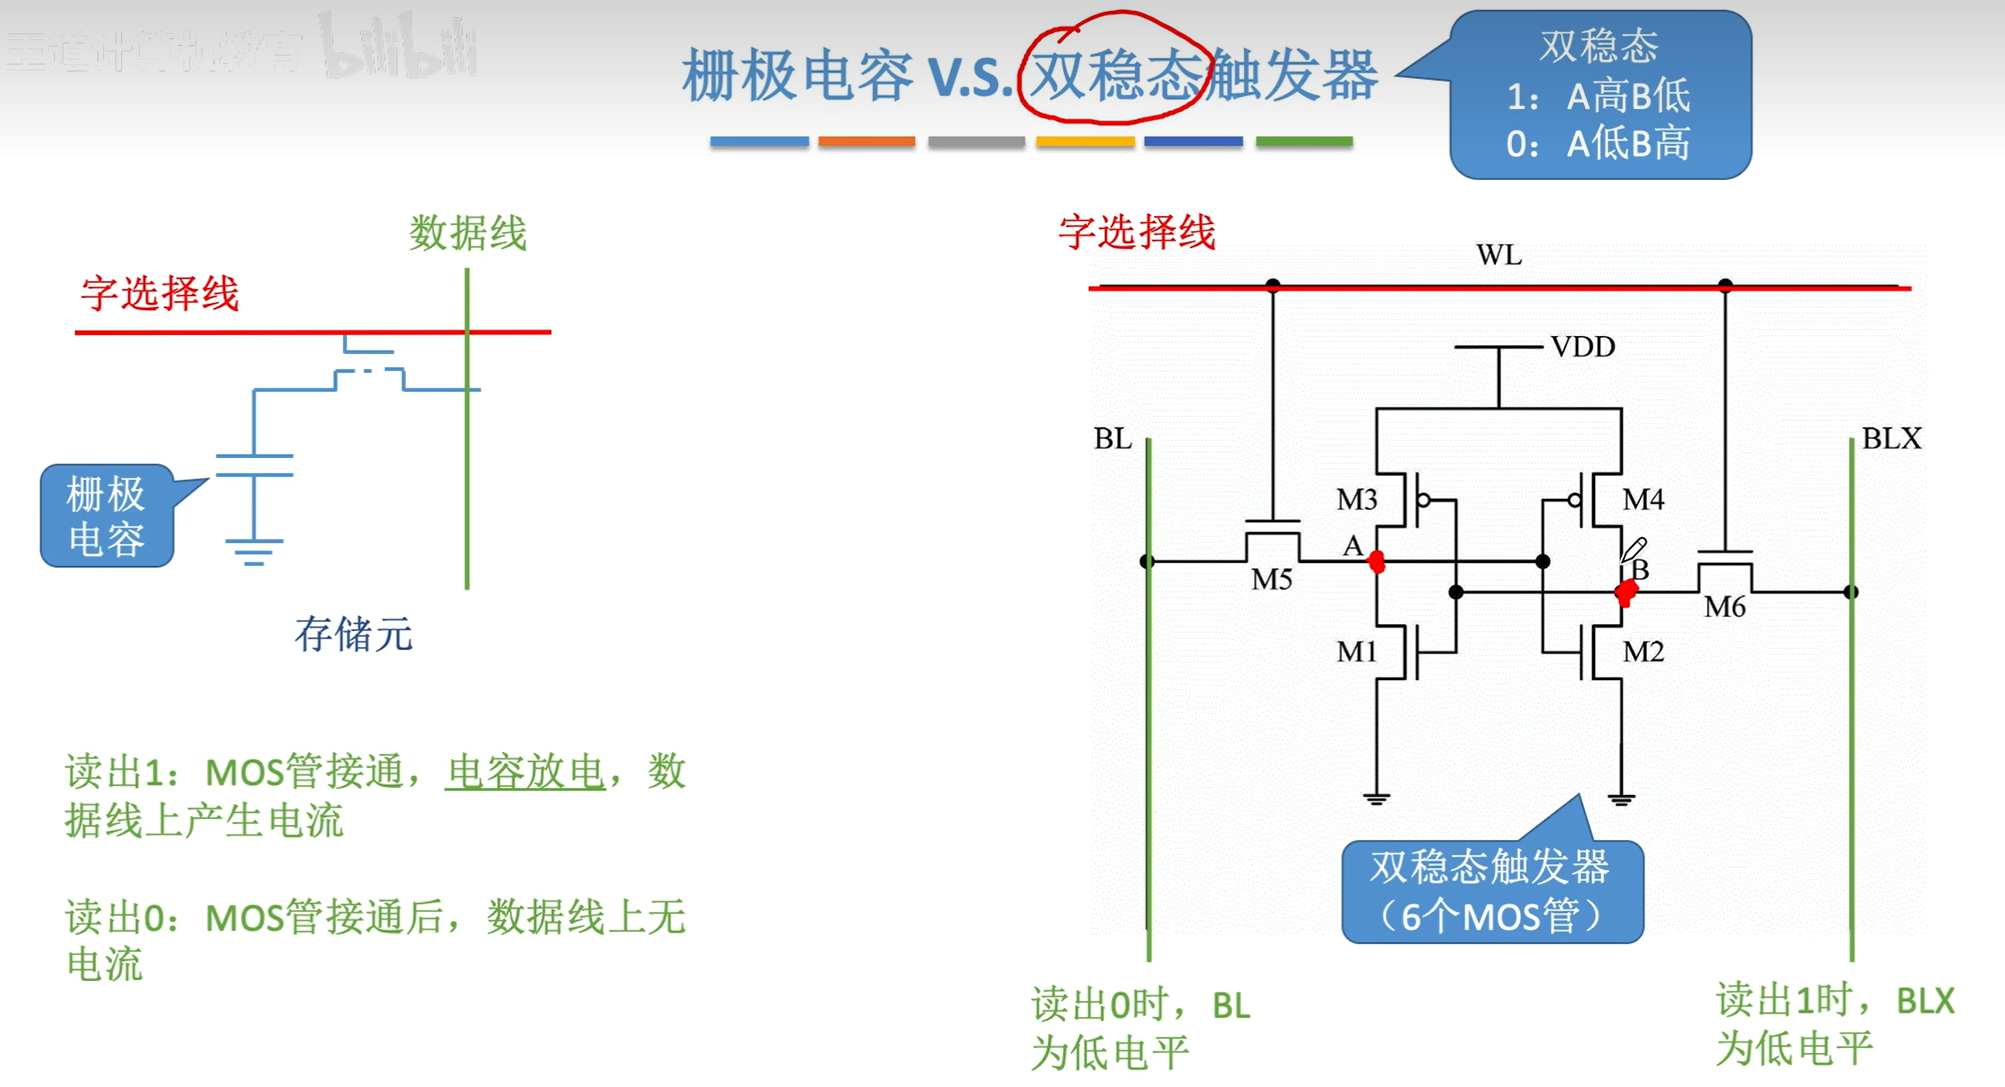 王道计算机教育 bilibili
栅极电容 V.S. 双稳态触发器
双稳态
1：A高B低
0：A低B高
数据线
字选择线
栅极
电容
存储元
读出1：MOS管接通，电容放电，数
据线上产生电流
读出0：MOS管接通后，数据线上无
电流
字选择线
WL
VDD
BL
BLX
M3
M4
A
B
M5
M6
M1
M2
双稳态触发器
（6个MOS管）
读出0时，BL
为低电平
读出1时，BLX
为低电平